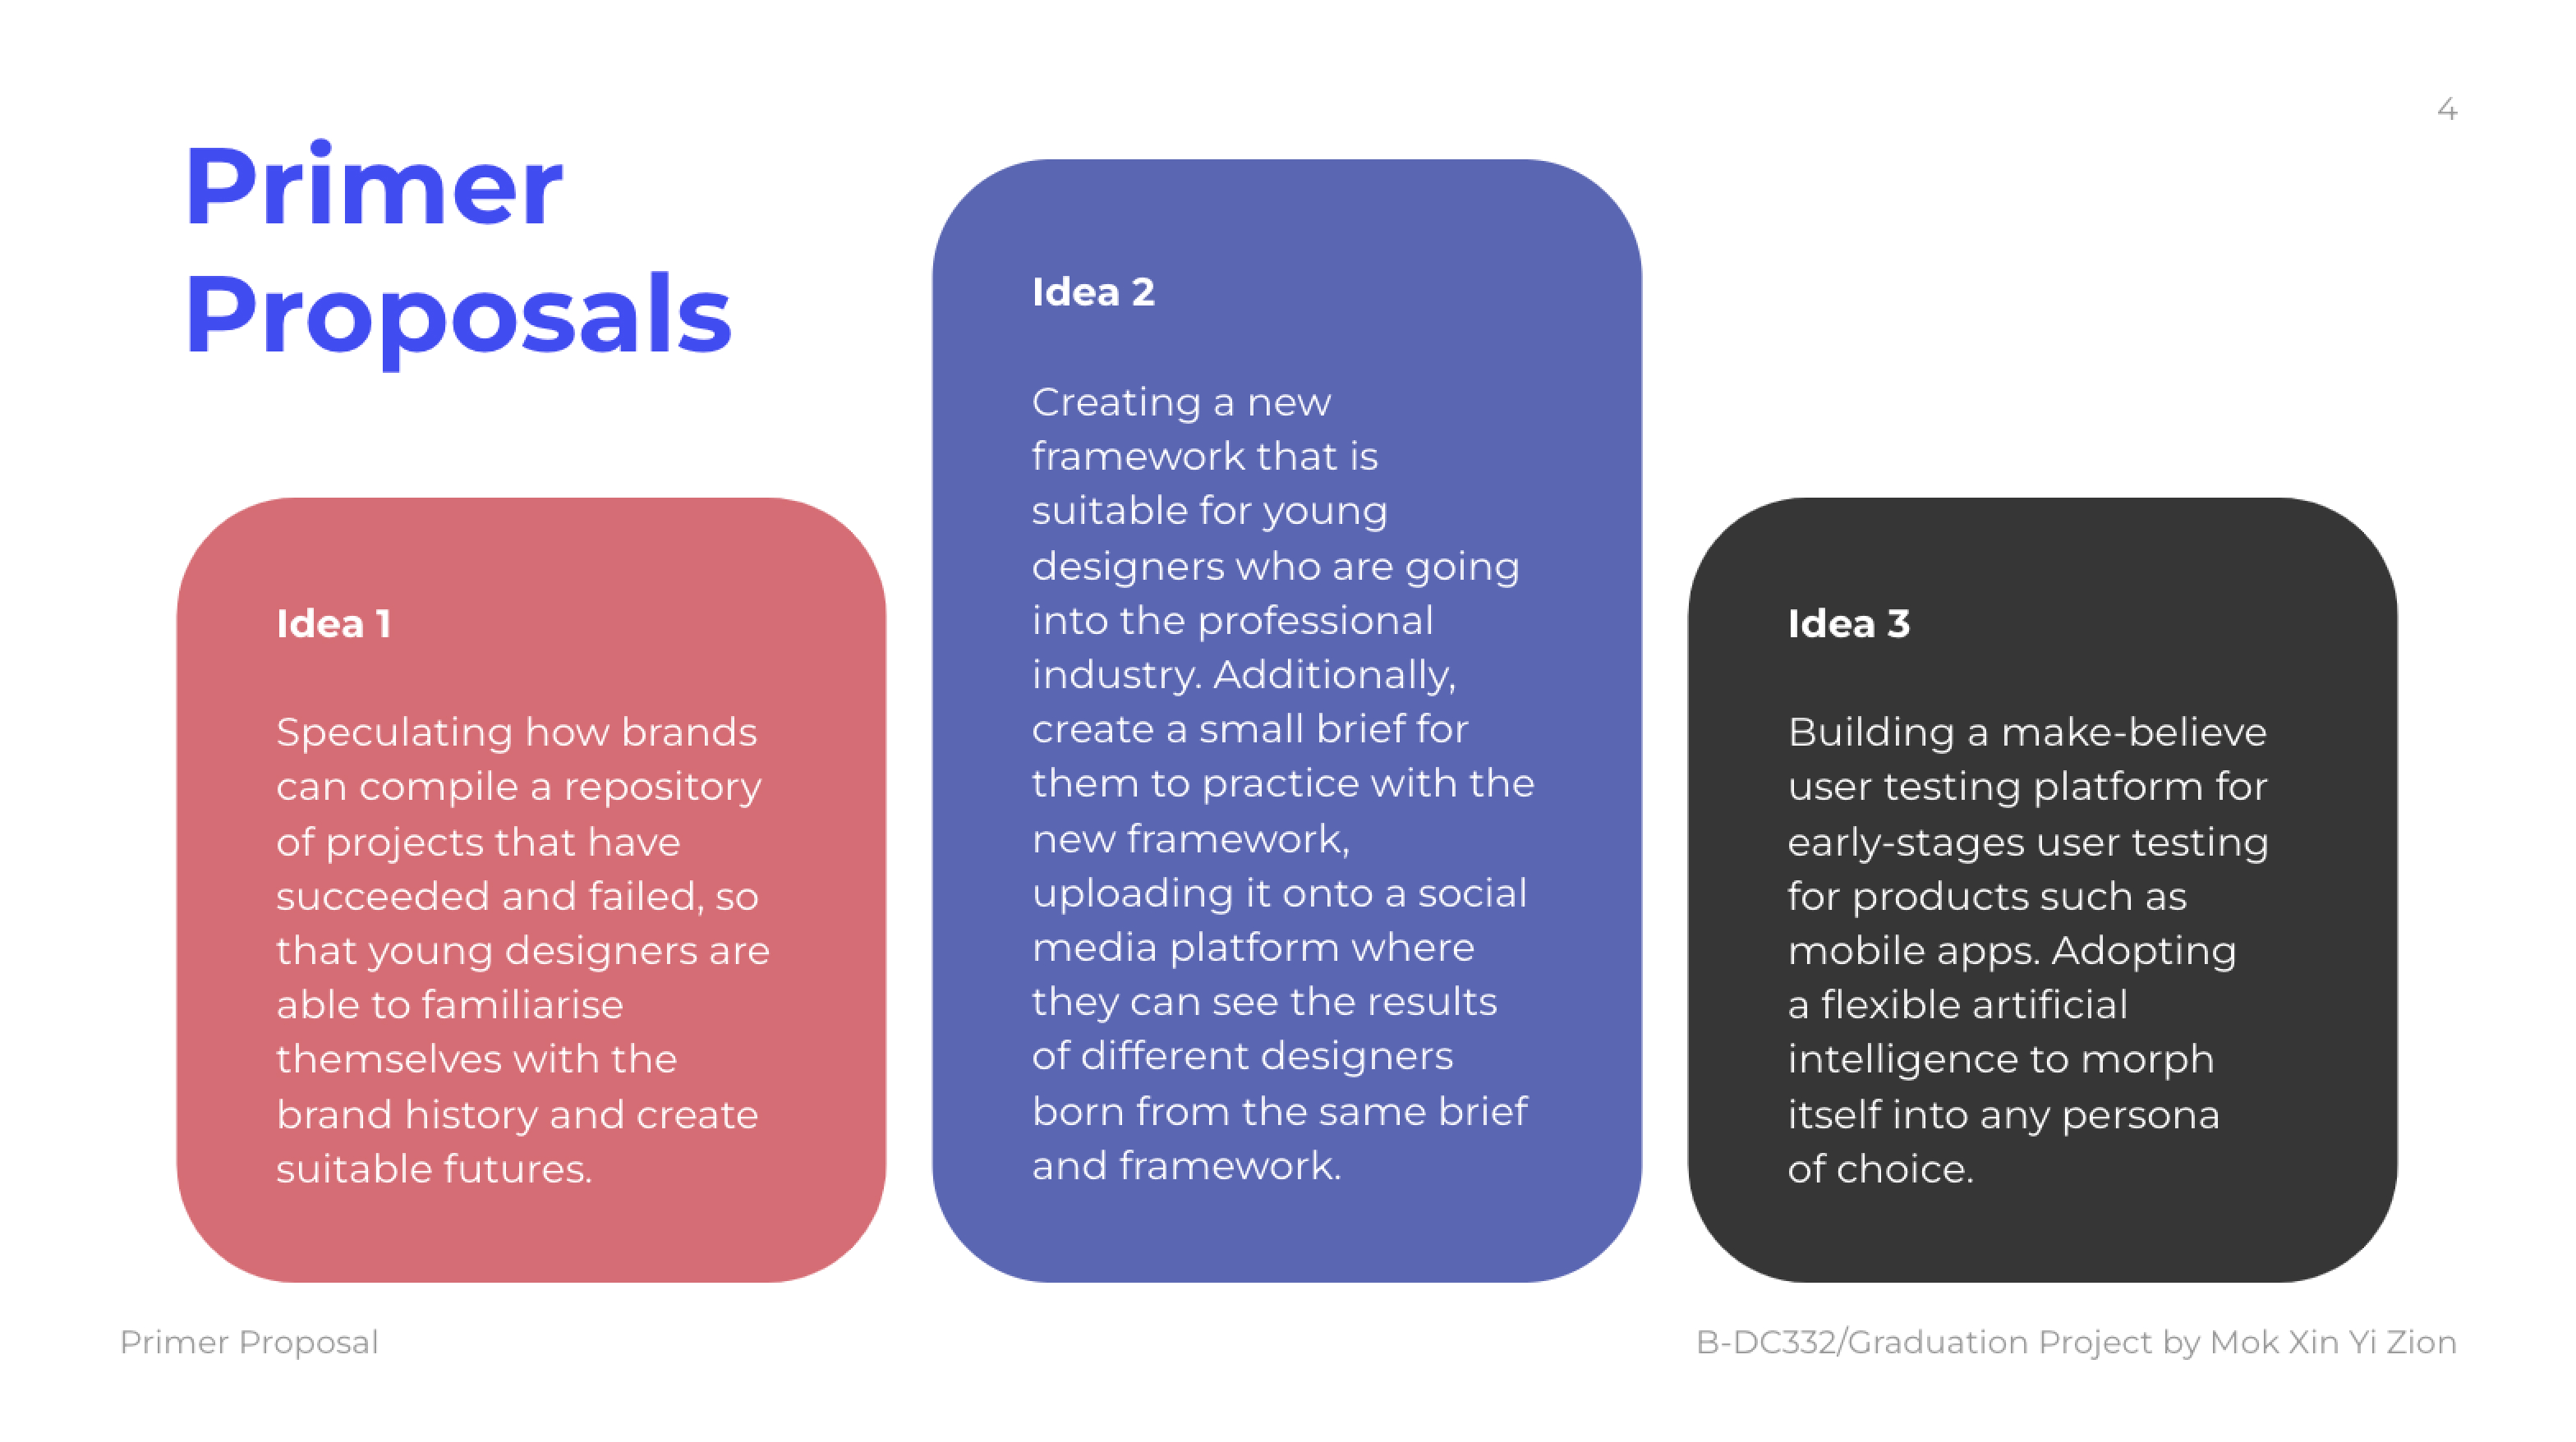 4
Primer
Proposals
Idea 1
Speculating how brands
can compile a repository
of projects that have
succeeded and failed, so
that young designers are
able to familiarise
themselves with the
brand history and create
suitable futures.
Idea 2
Creating a new
framework that is
suitable for young
designers who are going
into the professional
industry. Additionally,
create a small brief for
them to practice with the
new framework,
uploading it onto a social
media platform where
they can see the results
of different designers
born from the same brief
and framework.
Idea 3
Building a make-believe
user testing platform for
early-stages user testing
for products such as
mobile apps. Adopting
a flexible artificial
intelligence to morph
itself into any persona
of choice.
Primer Proposal
B-DC332/Graduation Project by Mok Xin Yi Zion